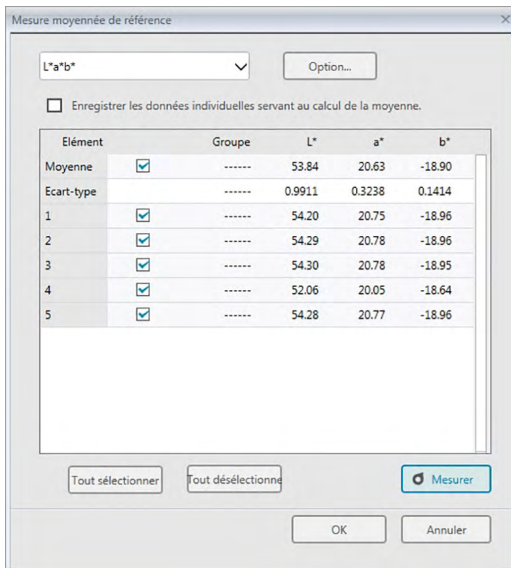 Mesure moyennée de référence
L*a*b*
Option...
Enregistrer les données individuelles servant au calcul de la moyenne.
Elément Groupe L* a* b*
Moyenne ------ 53.84 20.63 -18.90
Ecart-type ------ 0.9911 0.3238 0.1414
1 ------ 54.20 20.75 -18.96
2 ------ 54.29 20.78 -18.96
3 ------ 54.30 20.78 -18.95
4 ------ 52.06 20.05 -18.64
5 ------ 54.28 20.77 -18.96
Tout sélectionner Tout désélectionne Mesurer
OK Annuler